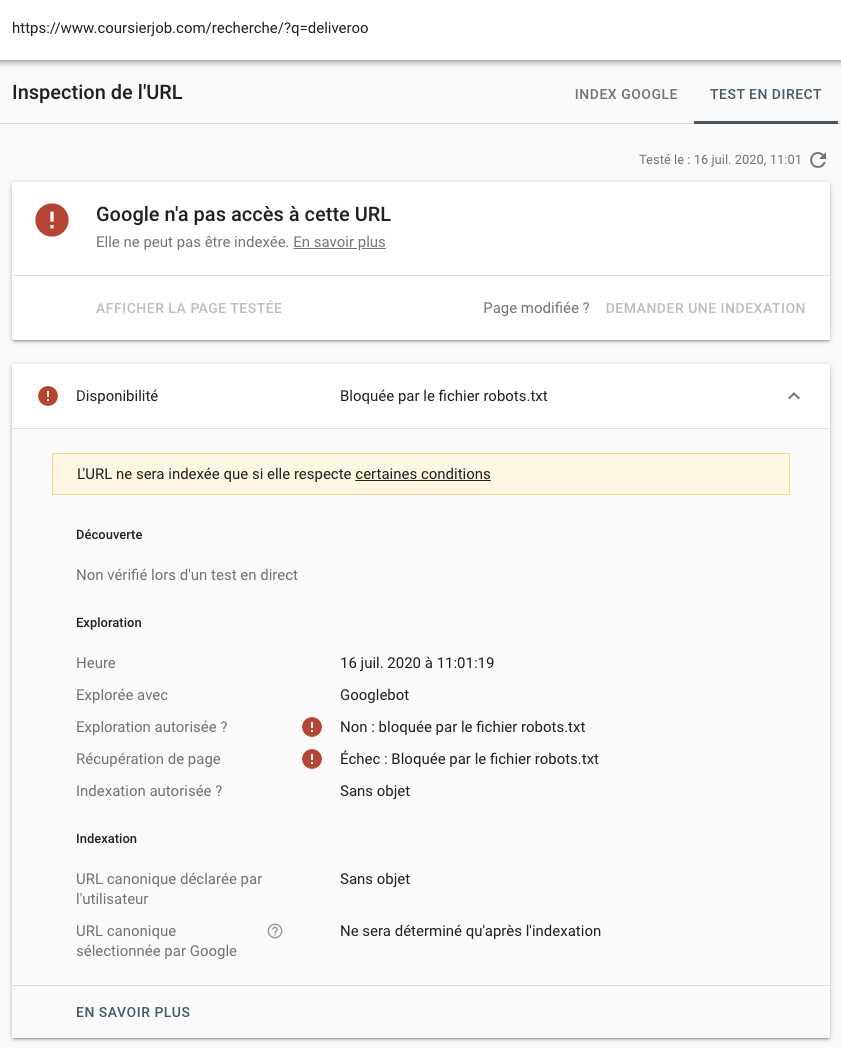 https://www.coursierjob.com/recherche/?q=deliveroo
Inspection de l'URL
INDEX GOOGLE
TEST EN DIRECT
Testé le : 16 juil. 2020, 11:01
Google n'a pas accès à cette URL
Elle ne peut pas être indexée. En savoir plus
AFFICHER LA PAGE TESTÉE
Page modifiée ?
DEMANDER UNE INDEXATION
Disponibilité
Bloquée par le fichier robots.txt
L'URL ne sera indexée que si elle respecte certaines conditions
Découverte
Non vérifié lors d'un test en direct
Exploration
Heure
16 juil. 2020 à 11:01:19
Explorée avec
Googlebot
Exploration autorisée ?
Non : bloquée par le fichier robots.txt
Récupération de page
Échec : Bloquée par le fichier robots.txt
Indexation autorisée ?
Sans objet
Indexation
URL canonique déclarée par
l'utilisateur
Sans objet
URL canonique
sélectionnée par Google
Ne sera déterminé qu'après l'indexation
EN SAVOIR PLUS